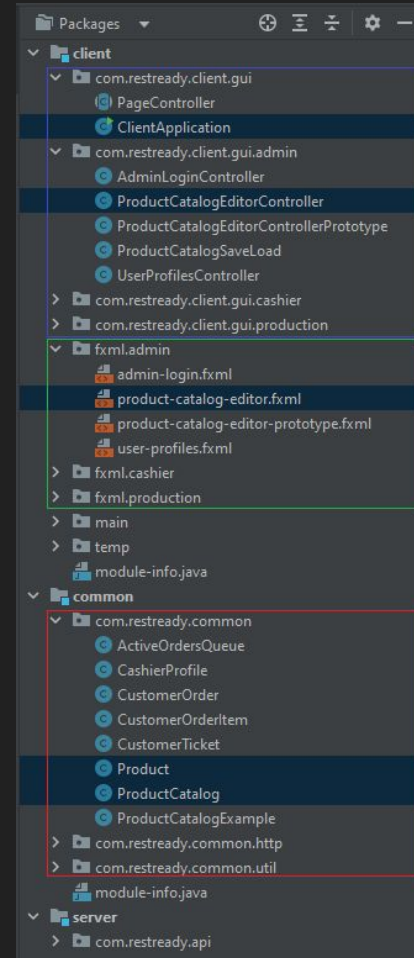 Packages
client
com.restready.client.gui
PageController
ClientApplication
com.restready.client.gui.admin
AdminLoginController
ProductCatalogEditorController
ProductCatalogEditorControllerPrototype
ProductCatalogSaveLoad
UserProfilesController
com.restready.client.gui.cashier
com.restready.client.gui.production
fxml.admin
admin-login.fxml
product-catalog-editor.fxml
product-catalog-editor-prototype.fxml
user-profiles.fxml
fxml.cashier
fxml.production
main
temp
module-info.java
common
com.restready.common
ActiveOrdersQueue
CashierProfile
CustomerOrder
CustomerOrderItem
CustomerTicket
Product
ProductCatalog
ProductCatalogExample
com.restready.common.http
com.restready.common.util
module-info.java
server
com.restready.api